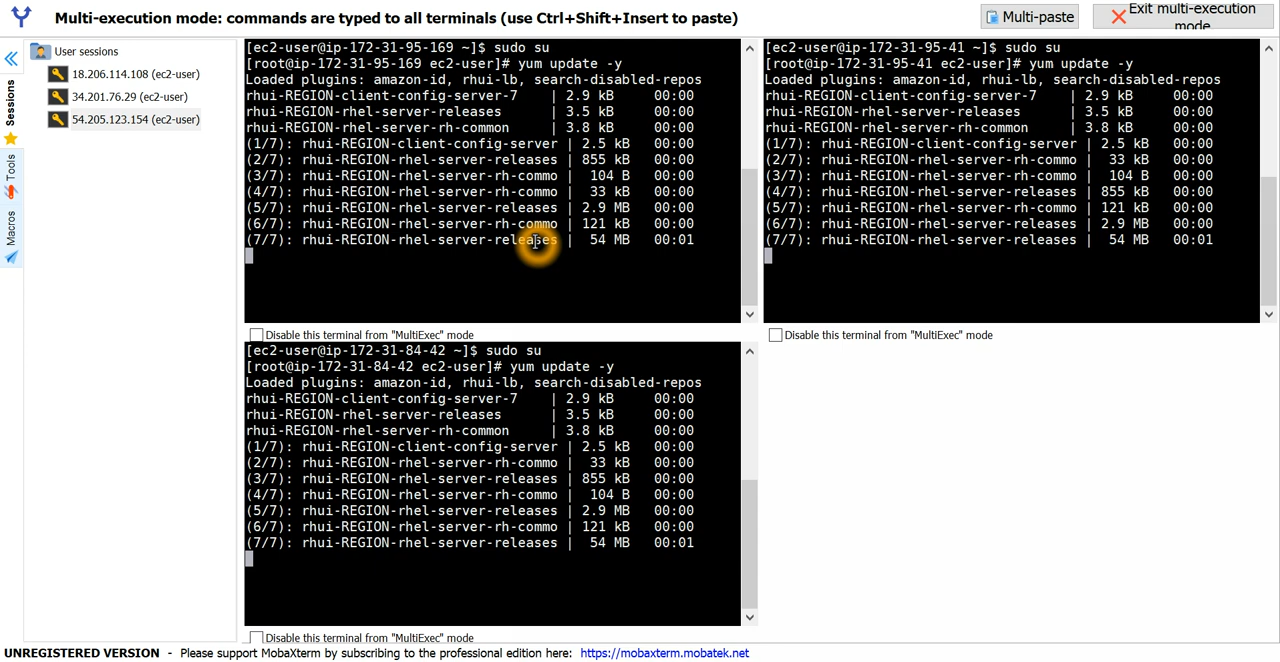 Multi-execution mode: commands are typed to all terminals (use Ctrl+Shift+Insert to paste)
Multi-paste
Exit multi-execution
mode
Sessions
Tools
Macros
User sessions
18.206.114.108 (ec2-user)
34.201.76.29 (ec2-user)
54.205.123.154 (ec2-user)
[ec2-user@ip-172-31-95-169 ~]$ sudo su
[root@ip-172-31-95-169 ec2-user]# yum update -y
Loaded plugins: amazon-id, rhui-lb, search-disabled-repos
rhui-REGION-client-config-server-7 | 2.9 kB 00:00
rhui-REGION-rhel-server-releases | 3.5 kB 00:00
rhui-REGION-rhel-server-rh-common | 3.8 kB 00:00
(1/7): rhui-REGION-client-config-server | 2.5 kB 00:00
(2/7): rhui-REGION-rhel-server-releases | 855 kB 00:00
(3/7): rhui-REGION-rhel-server-rh-commo | 104 B 00:00
(4/7): rhui-REGION-rhel-server-rh-commo | 33 kB 00:00
(5/7): rhui-REGION-rhel-server-releases | 2.9 MB 00:00
(6/7): rhui-REGION-rhel-server-rh-commo | 121 kB 00:00
(7/7): rhui-REGION-rhel-server-releases | 54 MB 00:01
Disable this terminal from "MultiExec" mode
[ec2-user@ip-172-31-95-41 ~]$ sudo su
[root@ip-172-31-95-41 ec2-user]# yum update -y
Loaded plugins: amazon-id, rhui-lb, search-disabled-repos
rhui-REGION-client-config-server-7 | 2.9 kB 00:00
rhui-REGION-rhel-server-releases | 3.5 kB 00:00
rhui-REGION-rhel-server-rh-common | 3.8 kB 00:00
(1/7): rhui-REGION-client-config-server | 2.5 kB 00:00
(2/7): rhui-REGION-rhel-server-rh-commo | 33 kB 00:00
(3/7): rhui-REGION-rhel-server-rh-commo | 104 B 00:00
(4/7): rhui-REGION-rhel-server-releases | 855 kB 00:00
(5/7): rhui-REGION-rhel-server-rh-commo | 121 kB 00:00
(6/7): rhui-REGION-rhel-server-releases | 2.9 MB 00:00
(7/7): rhui-REGION-rhel-server-releases | 54 MB 00:01
Disable this terminal from "MultiExec" mode
[ec2-user@ip-172-31-84-42 ~]$ sudo su
[root@ip-172-31-84-42 ec2-user]# yum update -y
Loaded plugins: amazon-id, rhui-lb, search-disabled-repos
rhui-REGION-client-config-server-7 | 2.9 kB 00:00
rhui-REGION-rhel-server-releases | 3.5 kB 00:00
rhui-REGION-rhel-server-rh-common | 3.8 kB 00:00
(1/7): rhui-REGION-client-config-server | 2.5 kB 00:00
(2/7): rhui-REGION-rhel-server-rh-commo | 33 kB 00:00
(3/7): rhui-REGION-rhel-server-releases | 855 kB 00:00
(4/7): rhui-REGION-rhel-server-rh-commo | 104 B 00:00
(5/7): rhui-REGION-rhel-server-releases | 2.9 MB 00:00
(6/7): rhui-REGION-rhel-server-rh-commo | 121 kB 00:00
(7/7): rhui-REGION-rhel-server-releases | 54 MB 00:01
Disable this terminal from "MultiExec" mode
UNREGISTERED VERSION - Please support MobaXterm by subscribing to the professional edition here: https://mobaxterm.mobatek.net